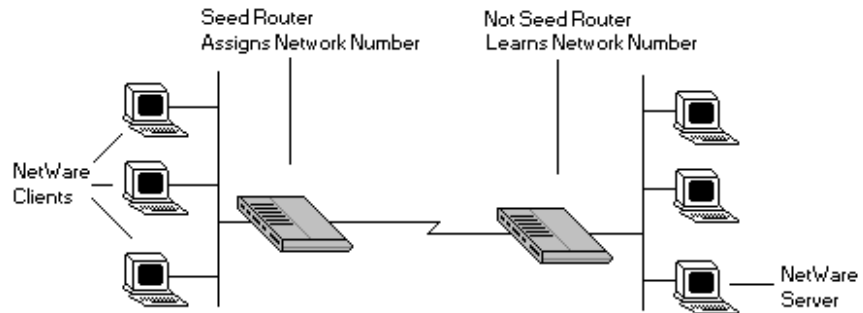 Seed Router
Assigns Network Number
Not Seed Router
Learns Network Number
NetWare
Clients
NetWare
Server